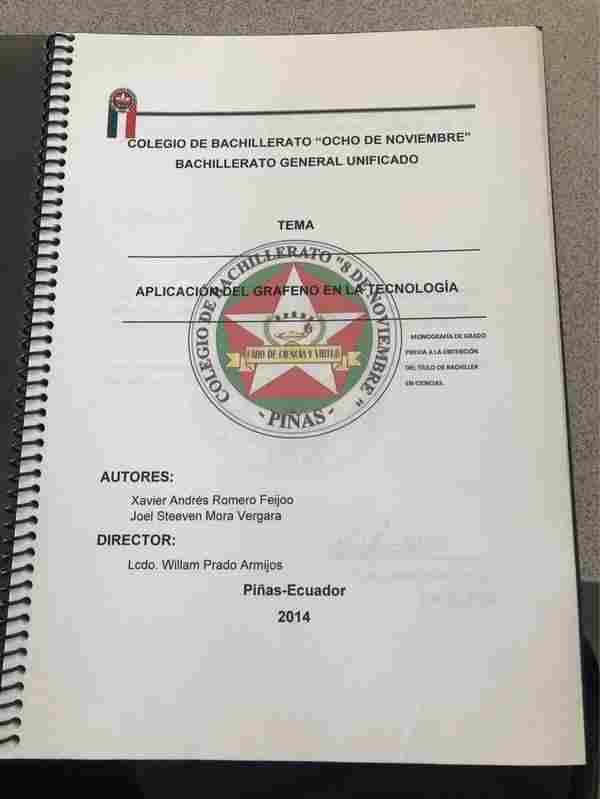 COLEGIO DE BACHILLERATO “OCHO DE NOVIEMBRE”
BACHILLERATO GENERAL UNIFICADO
TEMA
COLEGIO DE BACHILLERATO "8 DE NOVIEMBRE"
APLICACIÓN DEL GRAFENO EN LA TECNOLOGÍA
FARO DE CIENCIA Y VIRTUD
- PIÑAS -
MONOGRAFÍA DE GRADO
PREVIA A LA OBTENCIÓN
DEL TÍTULO DE BACHILLER
EN CIENCIAS.
AUTORES:
Xavier Andrés Romero Feijoo
Joel Steeven Mora Vergara
DIRECTOR:
Lcdo. Willam Prado Armijos
Piñas-Ecuador
2014